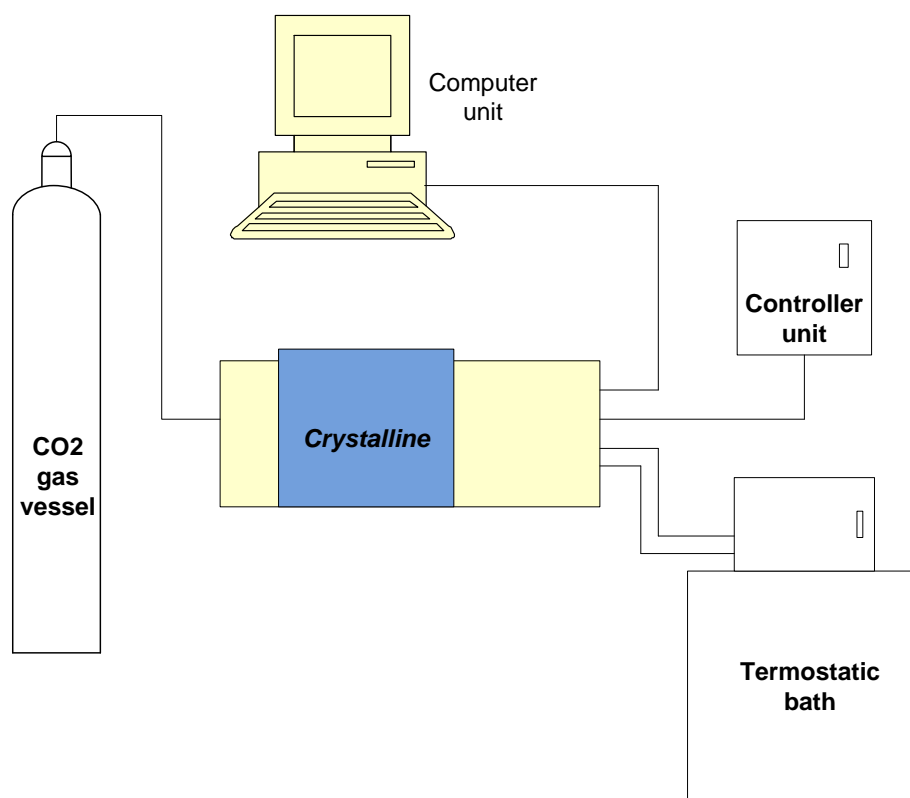 Computer
unit
Controller
unit
Crystalline
CO2
gas
vessel
Termostatic
bath